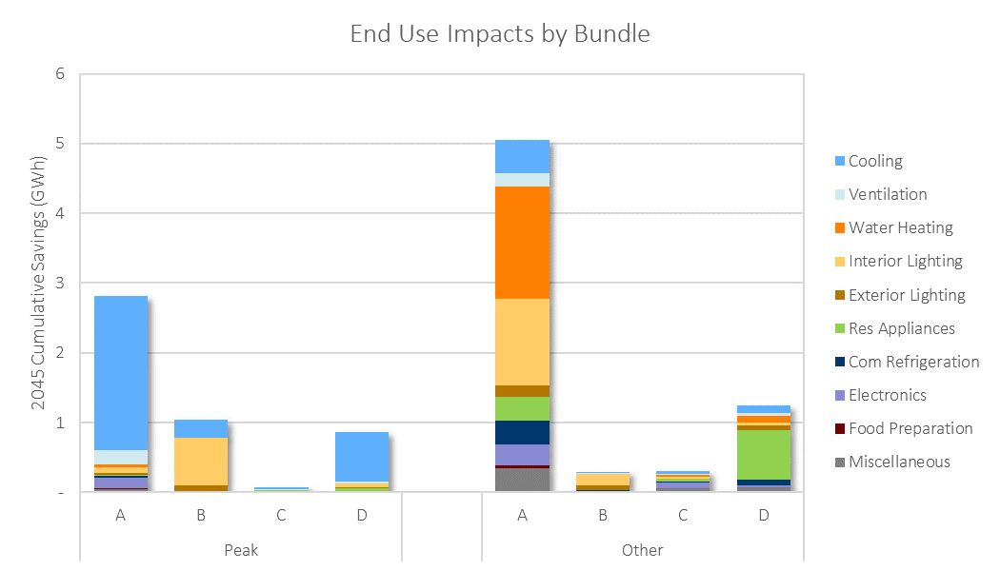 End Use Impacts by Bundle
2045 Cumulative Savings (GWh)
6
5
4
3
2
1
-
A B C D A B C D
Peak Other
Cooling
Ventilation
Water Heating
Interior Lighting
Exterior Lighting
Res Appliances
Com Refrigeration
Electronics
Food Preparation
Miscellaneous